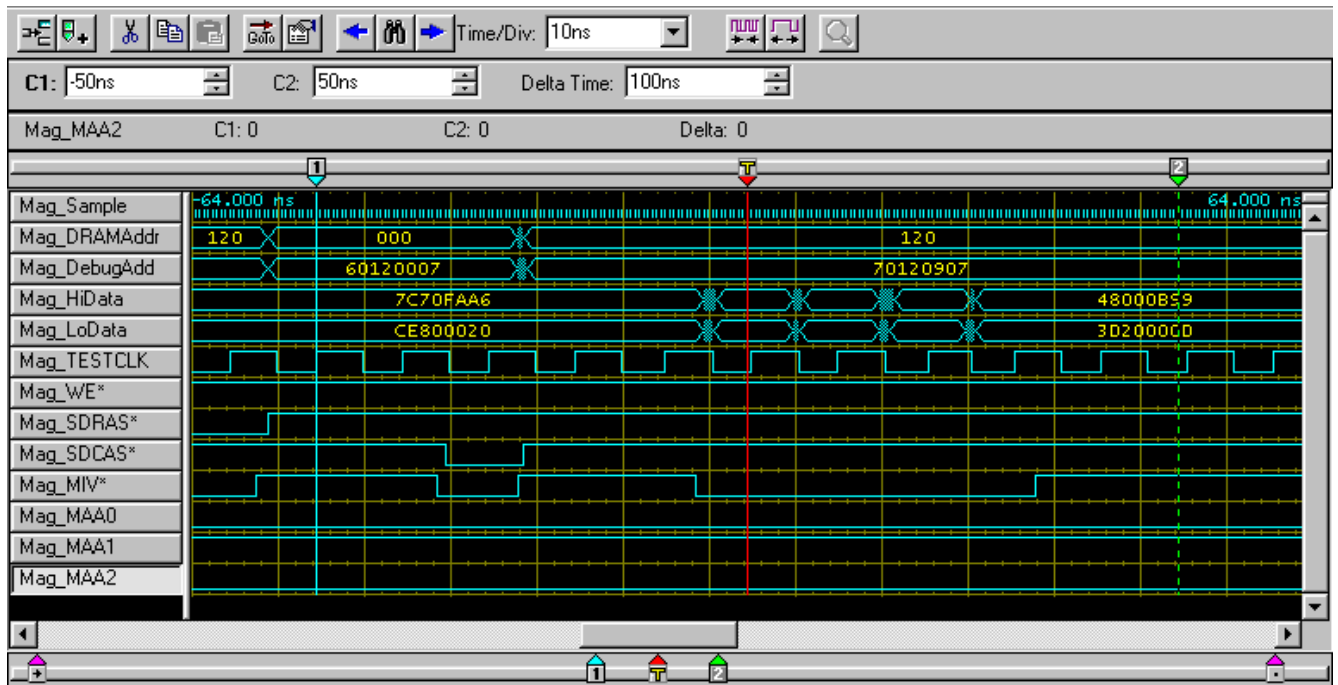 GoTo Time/Div: 10ns
C1: -50ns C2: 50ns Delta Time: 100ns
Mag_MAA2 C1: 0 C2: 0 Delta: 0
1 T 2
Mag_Sample -64.000 ns 64.000 ns
Mag_DRAMAddr 120 000 120
Mag_DebugAdd 60120007 70120907
Mag_HiData 7C70FAA6 48000B59
Mag_LoData CE800020
Mag_TESTCLK
Mag_WE*
Mag_SDRAS*
Mag_SDCAS*
Mag_MIV*
Mag_MAA0
Mag_MAA1
Mag_MAA2
1 T 2